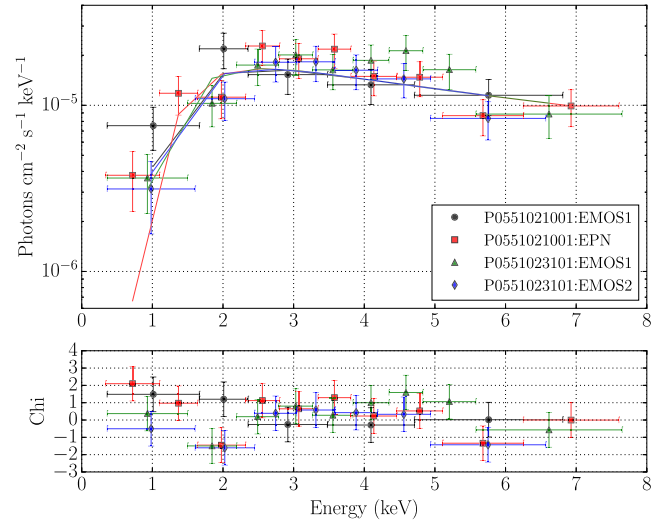 Photons cm−2 s−1 keV−1
10−5
10−6
P0551021001:EMOS1
P0551021001:EPN
P0551023101:EMOS1
P0551023101:EMOS2
0 1 2 3 4 5 6 7 8
Chi
4
3
2
1
0
−1
−2
−3
0 1 2 3 4 5 6 7 8
Energy (keV)